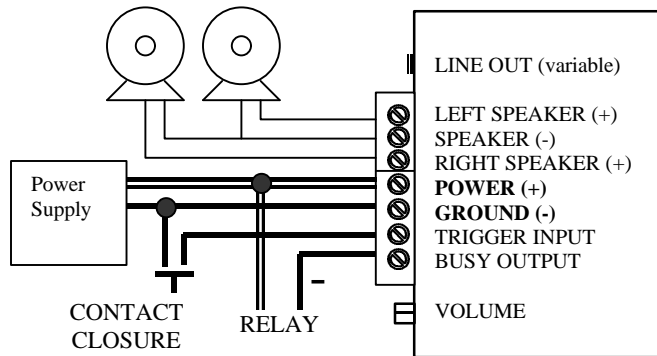 LINE OUT (variable)
LEFT SPEAKER (+)
SPEAKER (-)
RIGHT SPEAKER (+)
Power
Supply
POWER (+)
GROUND (-)
TRIGGER INPUT
BUSY OUTPUT
-
CONTACT
CLOSURE
RELAY
VOLUME